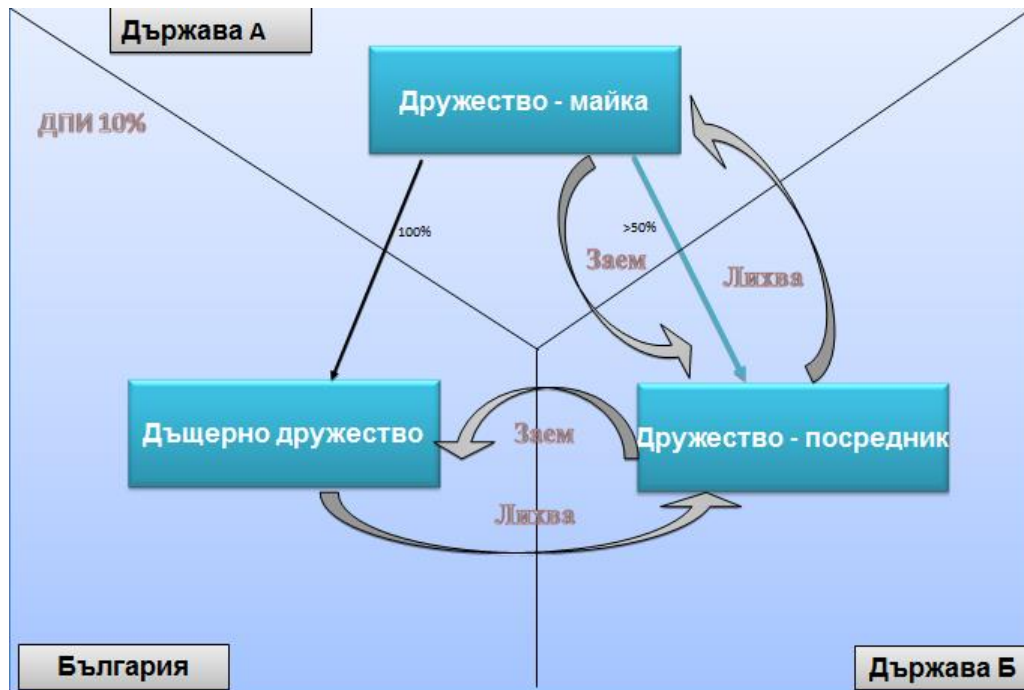 Държава А
Дружество - майка
ДПИ 10%
100%
>50%
Заем
Лихва
Дъщерно дружество
Заем
Дружество - посредник
Лихва
България
Държава Б